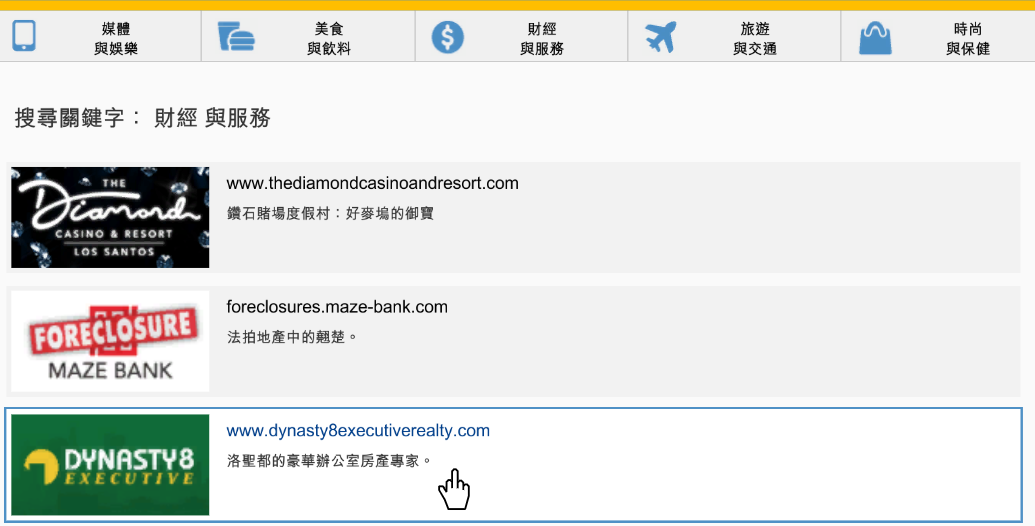 媒體
與娛樂
美食
與飲料
財經
與服務
旅遊
與交通
時尚
與保健
搜尋關鍵字： 財經 與服務
THE
Diamond
CASINO & RESORT
LOS SANTOS
www.thediamondcasinoandresort.com
鑽石賭場度假村：好麥塢的御寶
FORECLOSURE
MAZE BANK
foreclosures.maze-bank.com
法拍地產中的翹楚。
DYNASTY 8
EXECUTIVE
www.dynasty8executiverealty.com
洛聖都的豪華辦公室房產專家。